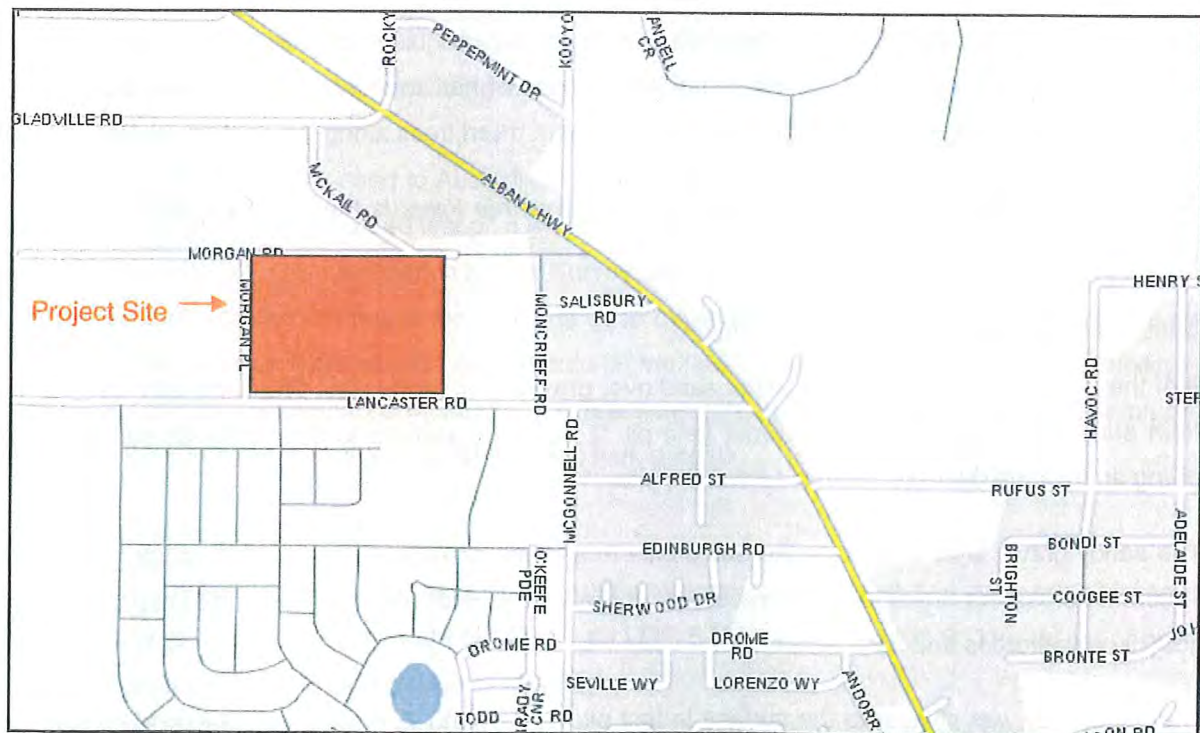 ROCKY
PEPPERMINT DR
KOOYO
ANDELL
CR
GLADVILLE RD
MCKAIL RD
ALBANY HWY
MORGAN RD
HENRY S
Project Site
MORGAN PL
MONCRIEFF RD
SALISBURY
RD
HAVOC RD
STEF
LANCASTER RD
MCGONNELL RD
ALFRED ST
RUFUS ST
ADELAIDE ST
O'KEEFE
PDE
EDINBURGH RD
BONDI ST
BRIGHTON
ST
SHERWOOD DR
COOGEE ST
DROME RD
DROME
RD
BRONTE ST
SEVILLE WY
LORENZO WY
ANDORR
TODD
RD
CNR